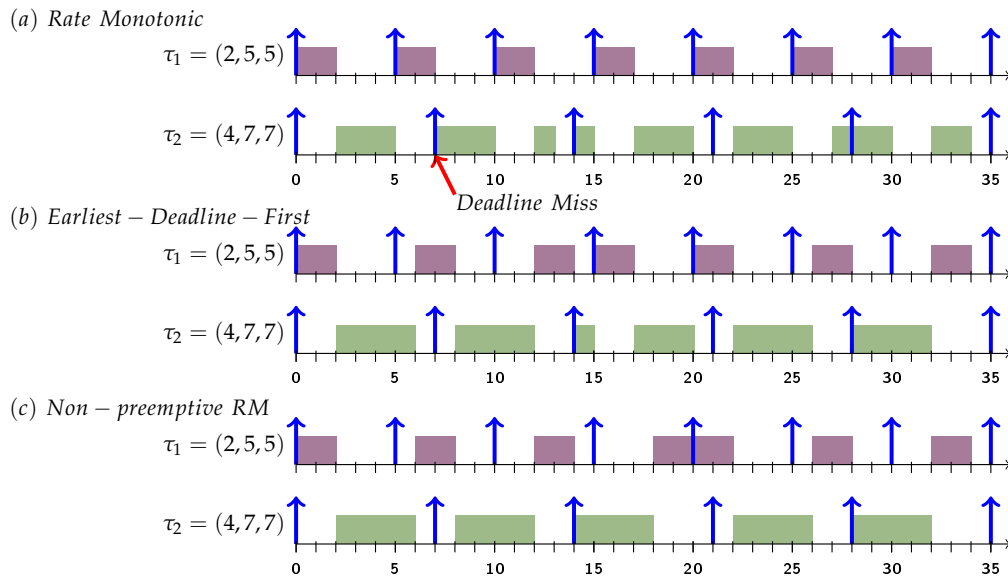 (a) Rate Monotonic
τ1 = (2,5,5)
τ2 = (4,7,7)
0 5 10 15 20 25 30 35
Deadline Miss
(b) Earliest − Deadline − First
τ1 = (2,5,5)
τ2 = (4,7,7)
0 5 10 15 20 25 30 35
(c) Non − preemptive RM
τ1 = (2,5,5)
τ2 = (4,7,7)
0 5 10 15 20 25 30 35